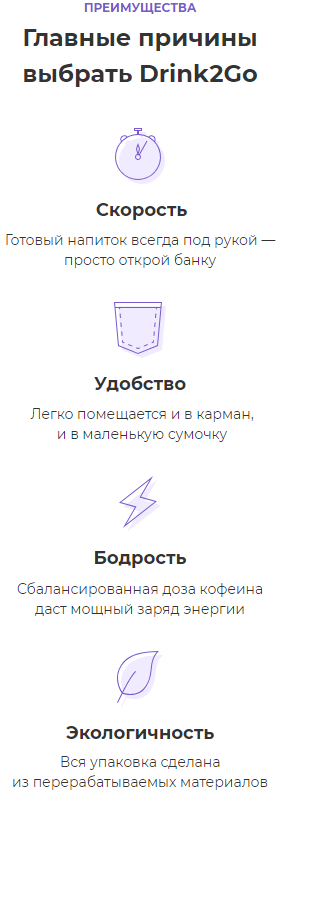 ПРЕИМУЩЕСТВА
Главные причины
выбрать Drink2Go
Скорость
Готовый напиток всегда под рукой —
просто открой банку
Удобство
Легко помещается и в карман,
и в маленькую сумочку
Бодрость
Сбалансированная доза кофеина
даст мощный заряд энергии
Экологичность
Вся упаковка сделана
из перерабатываемых материалов